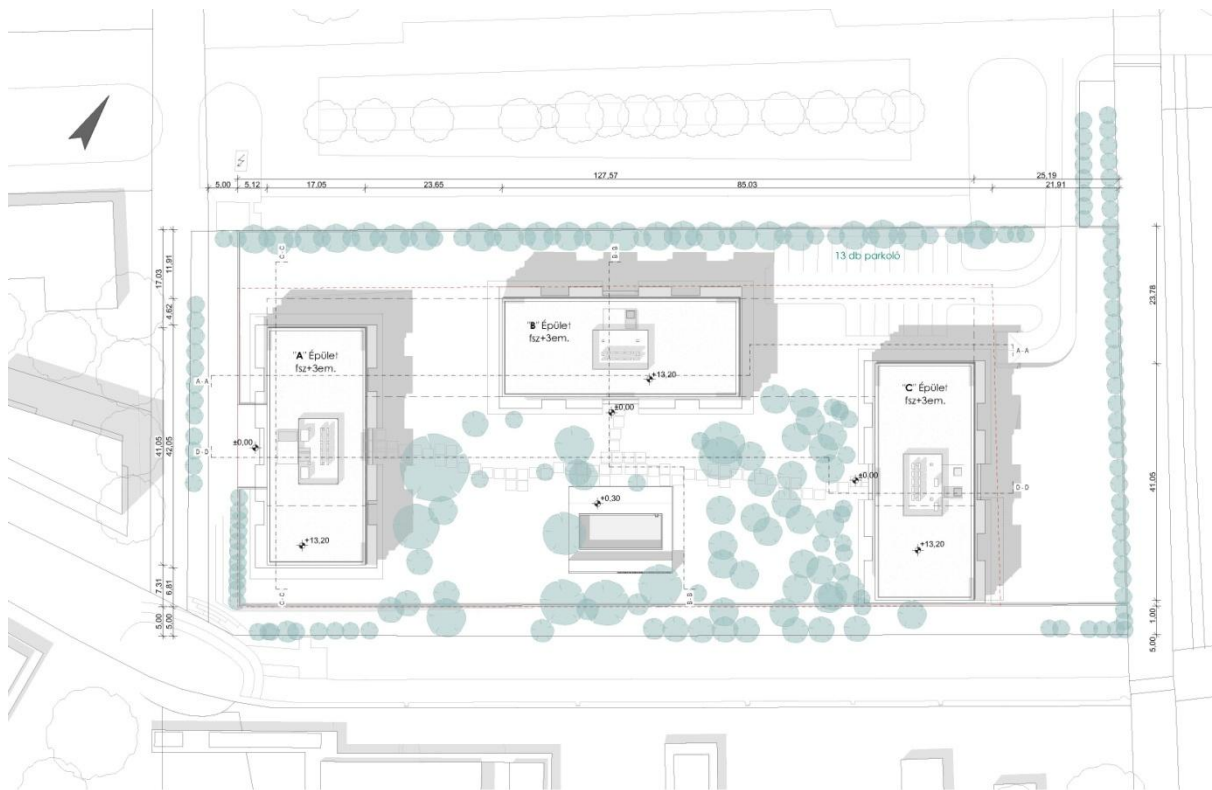 127,57
25,19
5,00
5,12
17,05
23,65
85,03
21,91
C-C
B-B
13 db parkoló
17,03
11,91
4,62
23,78
"B" Épület
fsz+3em.
"A" Épület
fsz+3em.
A-A
A-A
+13,20
"C" Épület
fsz+3em.
±0,00
±0,00
41,05
42,05
D-D
±0,00
D-D
41,05
+0,30
+13,20
+13,20
7,31
6,81
C-C
B-B
5,00
5,00
1,00
5,00